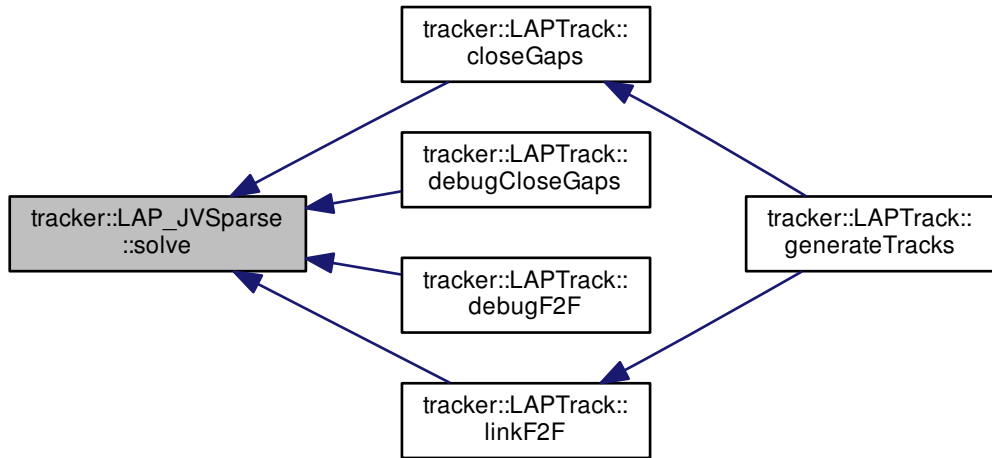 tracker::LAPTrack::
closeGaps
tracker::LAPTrack::
debugCloseGaps
tracker::LAP_JVSparse
::solve
tracker::LAPTrack::
generateTracks
tracker::LAPTrack::
debugF2F
tracker::LAPTrack::
linkF2F